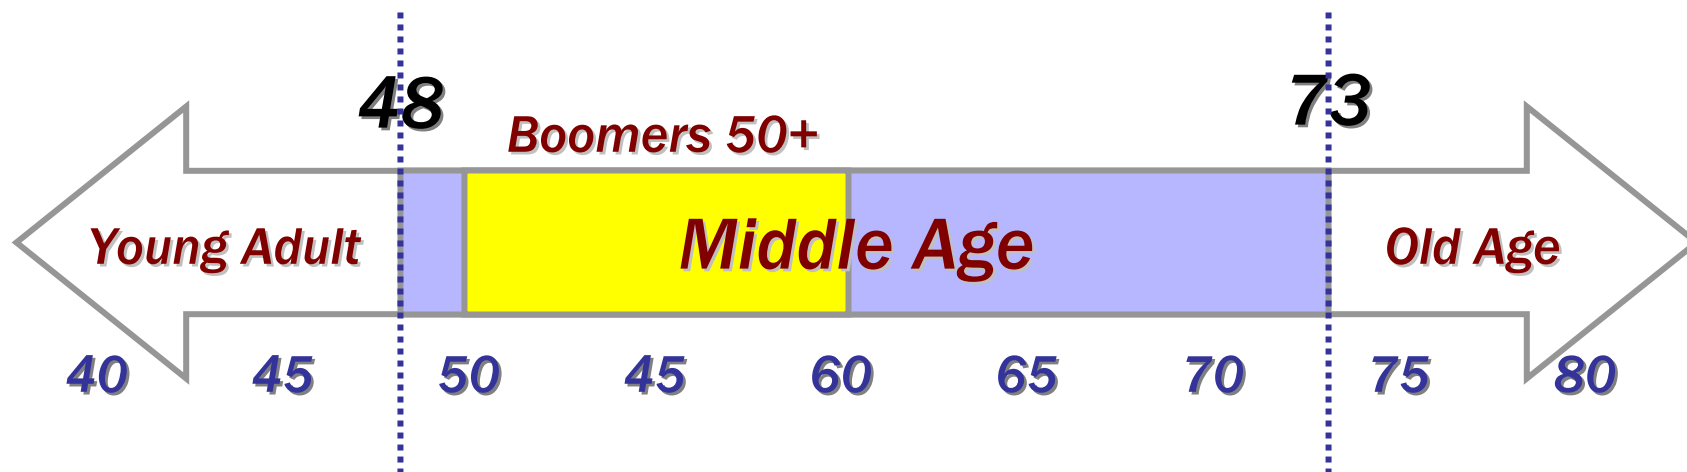 48
73
Boomers 50+
Young Adult
Middle Age
Old Age
40 45 50 45 60 65 70 75 80